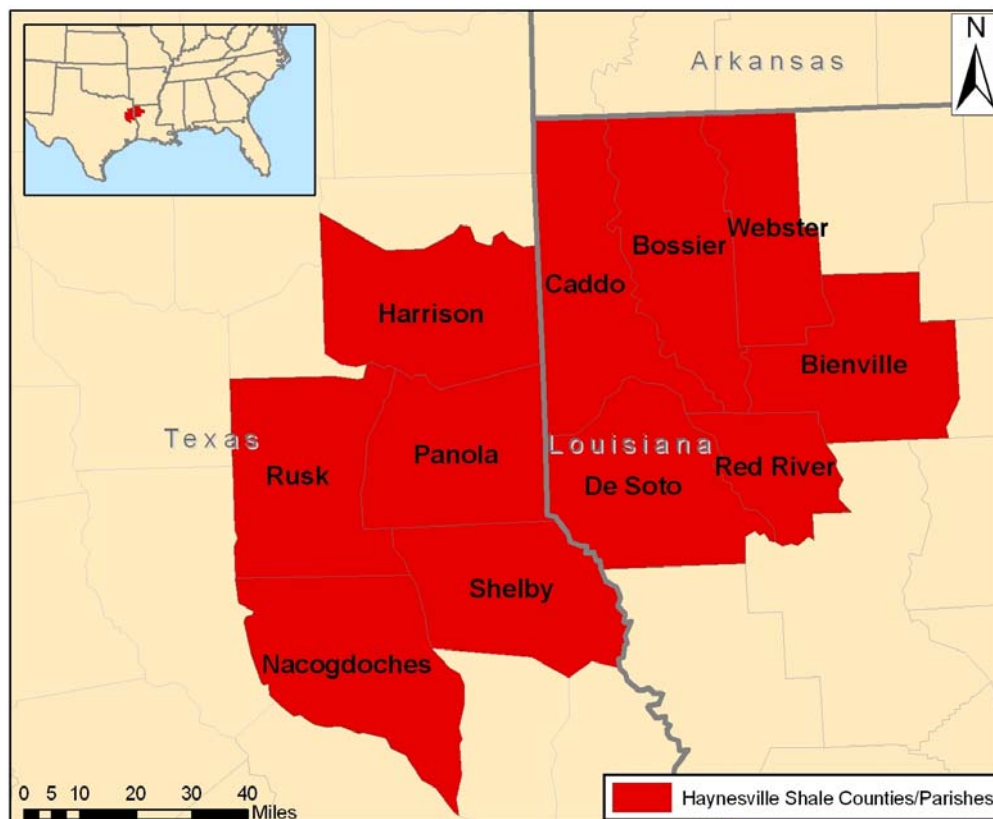 N
Arkansas
Webster
Bossier
Caddo
Harrison
Bienville
Texas
Louisiana
Panola
Red River
Rusk
De Soto
Shelby
Nacogdoches
0 5 10 20 30 40
Miles
Haynesville Shale Counties/Parishes